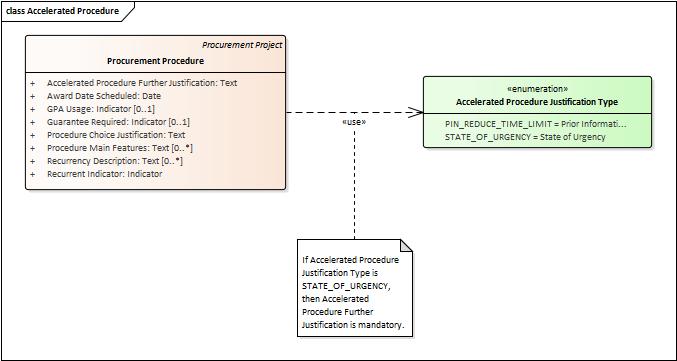 class Accelerated Procedure
Procurement Project
Procurement Procedure
+ Accelerated Procedure Further Justification: Text
+ Award Date Scheduled: Date
+ GPA Usage: Indicator [0..1]
+ Guarantee Required: Indicator [0..1]
+ Procedure Choice Justification: Text
+ Procedure Main Features: Text [0..*]
+ Recurrency Description: Text [0..*]
+ Recurrent Indicator: Indicator
«use»
«enumeration»
Accelerated Procedure Justification Type
PIN_REDUCE_TIME_LIMIT = Prior Informati...
STATE_OF_URGENCY = State of Urgency
If Accelerated Procedure
Justification Type is
STATE_OF_URGENCY,
then Accelerated
Procedure Further
Justification is mandatory.